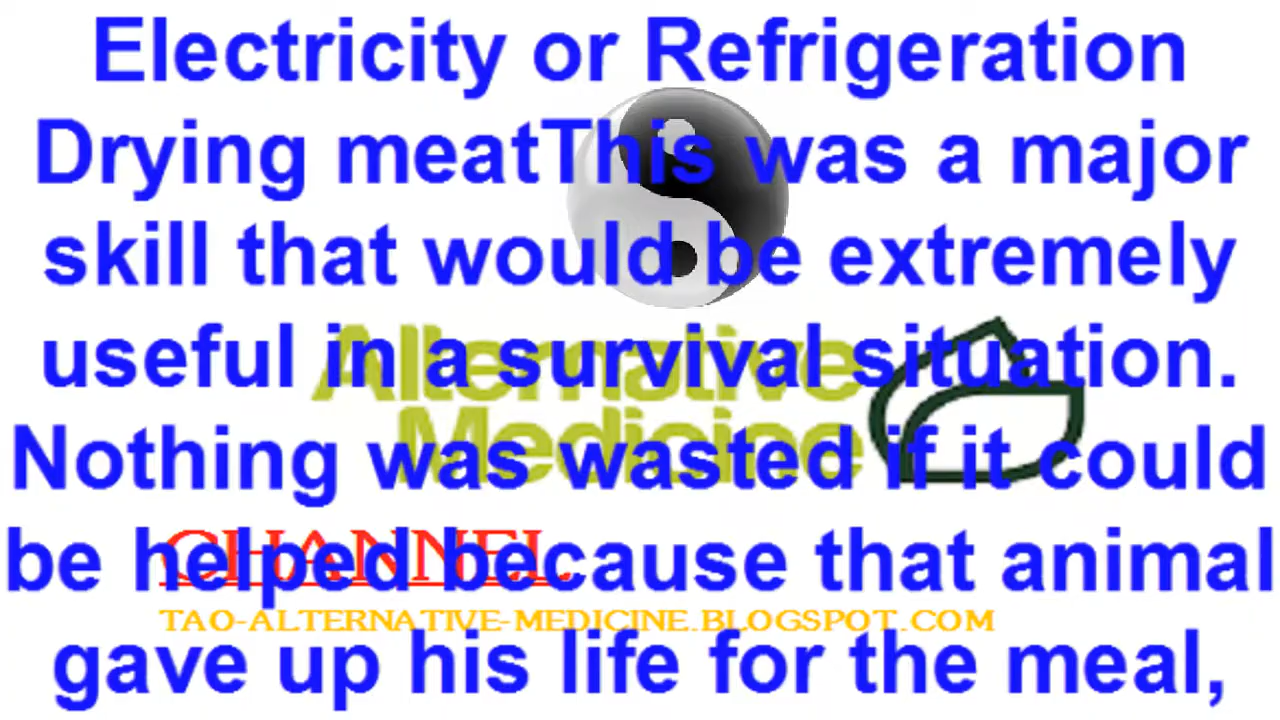 Electricity or Refrigeration
Drying meatThis was a major
skill that would be extremely
useful in a survival situation.
Alternative
Medicine
Nothing was wasted if it could
CHANNEL
be helped because that animal
TAO-ALTERNATIVE-MEDICINE.BLOGSPOT.COM
gave up his life for the meal,